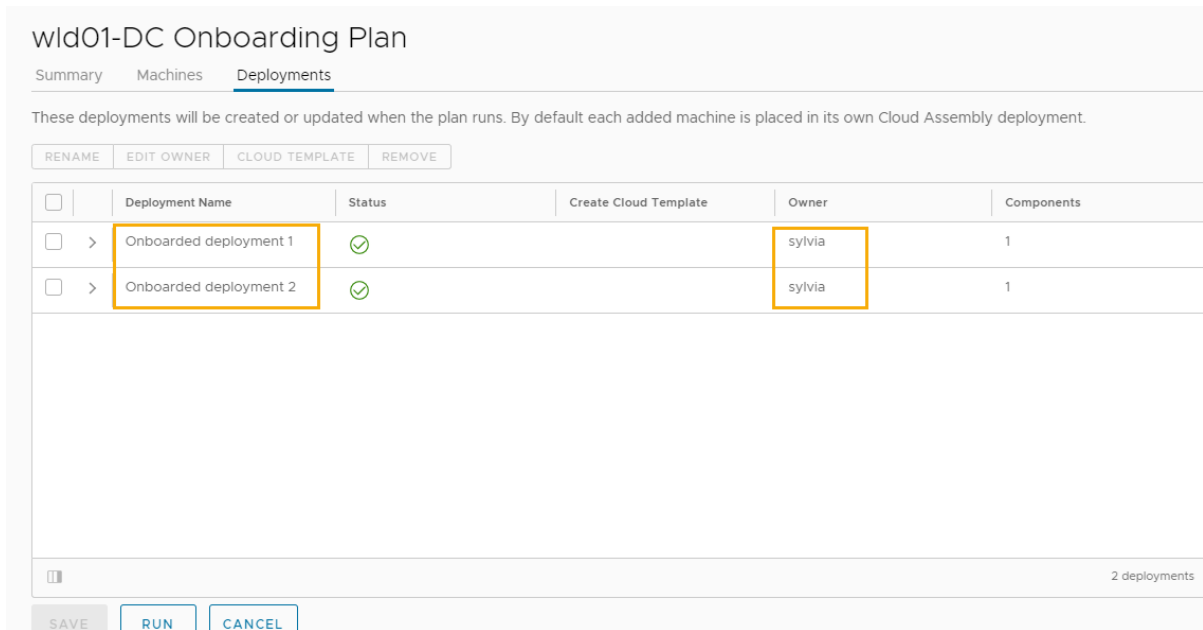 wld01-DC Onboarding Plan
Summary Machines Deployments
These deployments will be created or updated when the plan runs. By default each added machine is placed in its own Cloud Assembly deployment.
RENAME EDIT OWNER CLOUD TEMPLATE REMOVE
Deployment Name Status Create Cloud Template Owner Components
Onboarded deployment 1 sylvia 1
Onboarded deployment 2 sylvia 1
2 deployments
SAVE RUN CANCEL